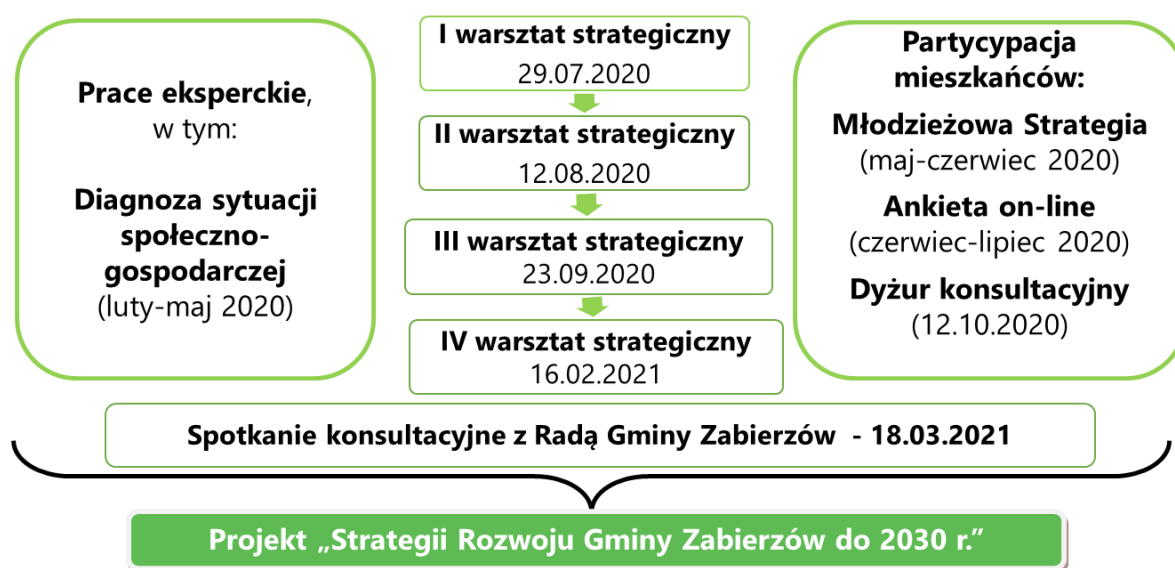 Prace eksperckie,
w tym:
Diagnoza sytuacji
społeczno-
gospodarczej
(luty-maj 2020)
I warsztat strategiczny
29.07.2020
II warsztat strategiczny
12.08.2020
III warsztat strategiczny
23.09.2020
IV warsztat strategiczny
16.02.2021
Partycypacja
mieszkańców:
Młodzieżowa Strategia
(maj-czerwiec 2020)
Ankieta on-line
(czerwiec-lipiec 2020)
Dyżur konsultacyjny
(12.10.2020)
Spotkanie konsultacyjne z Radą Gminy Zabierzów - 18.03.2021
Projekt „Strategii Rozwoju Gminy Zabierzów do 2030 r.”